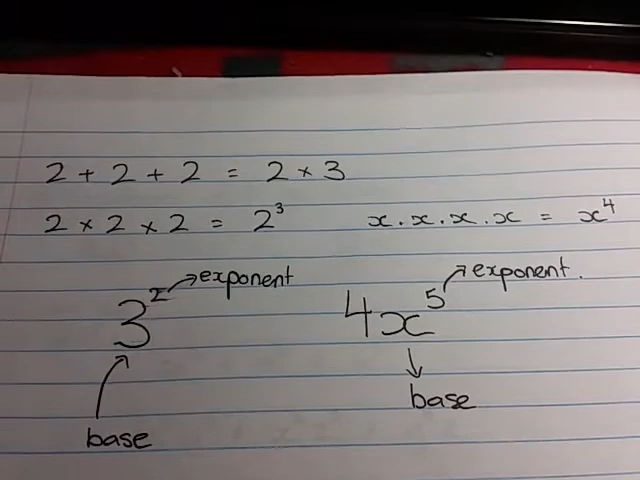 2 + 2 + 2 = 2 × 3
2 × 2 × 2 = 2³ x . x . x . x = x⁴
3² → exponent 4x⁵ → exponent.
base base